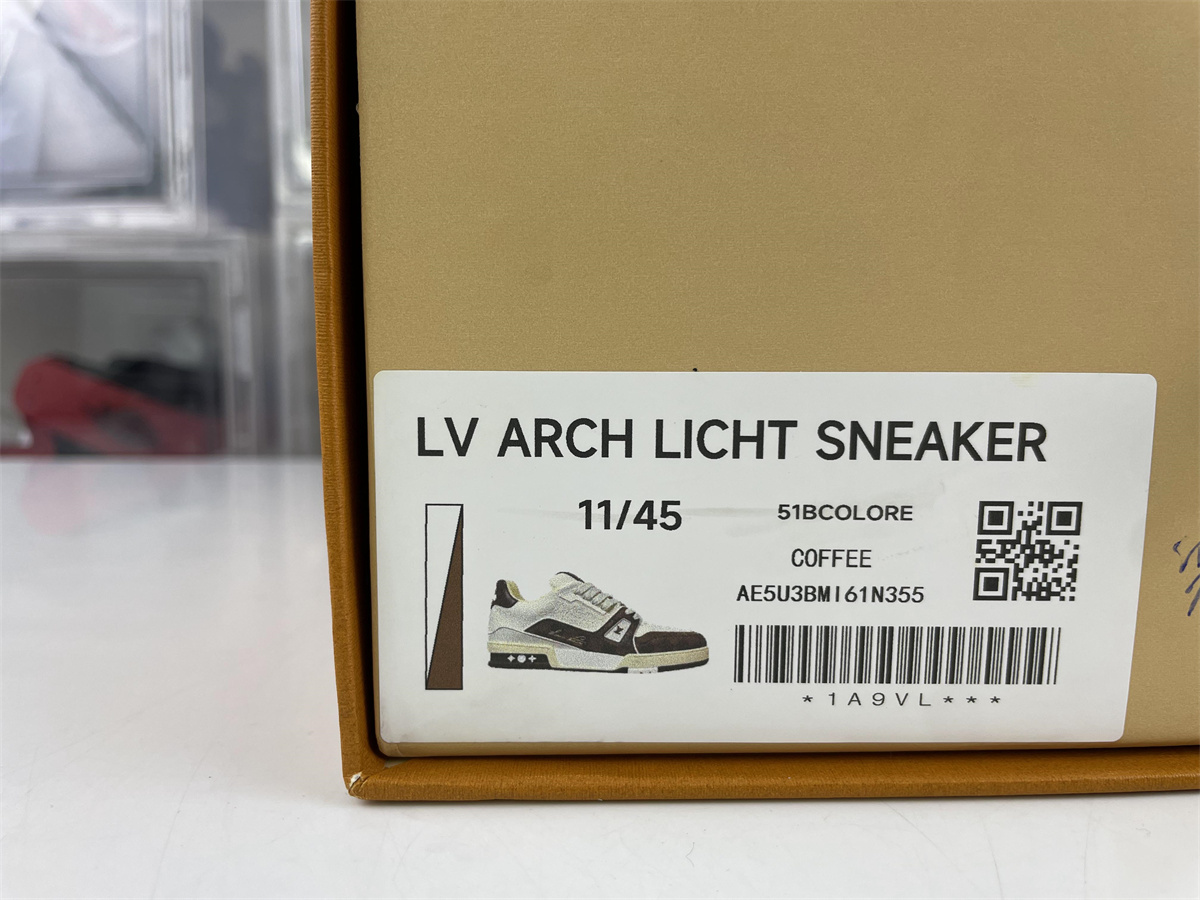 LV ARCH LICHT SNEAKER
11/45
51BCOLORE
COFFEE
AE5U3BMI61N355
*1A9VL***